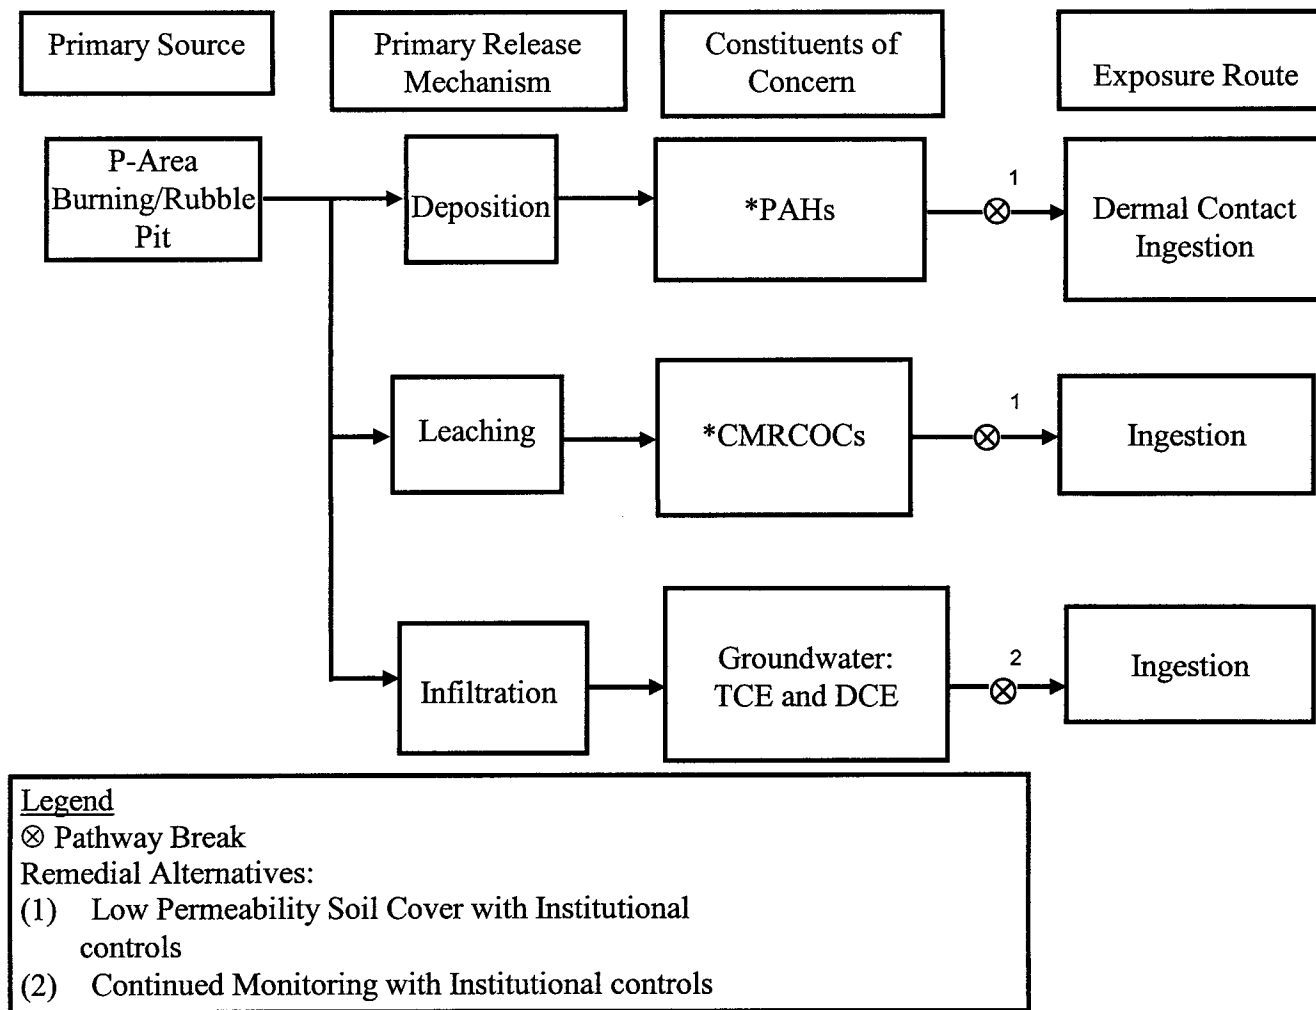 Primary Source
Primary Release
Mechanism
Constituents of
Concern
Exposure Route
P-Area
Burning/Rubble
Pit
Deposition
*PAHs
1
Dermal Contact
Ingestion
Leaching
*CMRCOCs
1
Ingestion
Infiltration
Groundwater:
TCE and DCE
2
Ingestion
Legend
⊗ Pathway Break
Remedial Alternatives:
(1) Low Permeability Soil Cover with Institutional
controls
(2) Continued Monitoring with Institutional controls